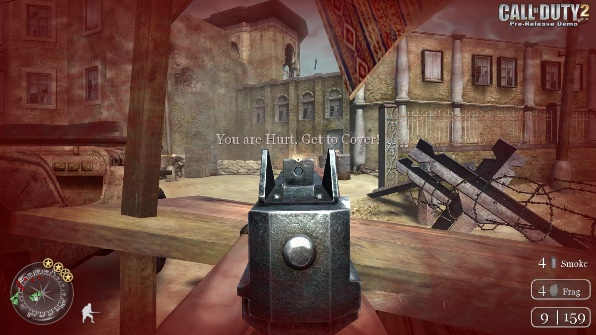 CALL OF DUTY 2
Pre-Release Demo
You are Hurt, Get to Cover!
4 Smoke
4 Frag
9 | 159